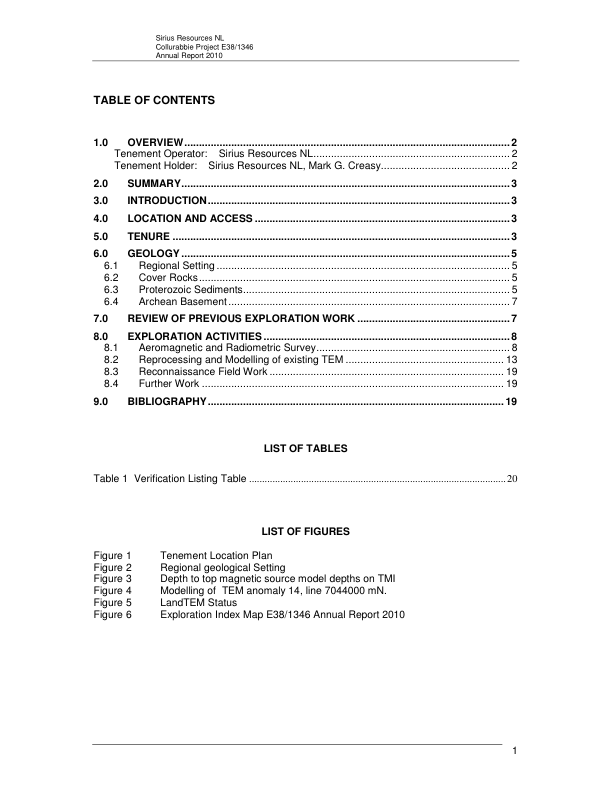 Sirius Resources NL
Collurabbie Project E38/1346
Annual Report 2010
TABLE OF CONTENTS
1.0 OVERVIEW 2
Tenement Operator: Sirius Resources NL 2
Tenement Holder: Sirius Resources NL, Mark G. Creasy 2
2.0 SUMMARY 3
3.0 INTRODUCTION 3
4.0 LOCATION AND ACCESS 3
5.0 TENURE 3
6.0 GEOLOGY 5
6.1 Regional Setting 5
6.2 Cover Rocks 5
6.3 Proterozoic Sediments 5
6.4 Archean Basement 7
7.0 REVIEW OF PREVIOUS EXPLORATION WORK 7
8.0 EXPLORATION ACTIVITIES 8
8.1 Aeromagnetic and Radiometric Survey 8
8.2 Reprocessing and Modelling of existing TEM 13
8.3 Reconnaissance Field Work 19
8.4 Further Work 19
9.0 BIBLIOGRAPHY 19
LIST OF TABLES
Table 1 Verification Listing Table 20
LIST OF FIGURES
Figure 1 Tenement Location Plan
Figure 2 Regional geological Setting
Figure 3 Depth to top magnetic source model depths on TMI
Figure 4 Modelling of TEM anomaly 14, line 7044000 mN.
Figure 5 LandTEM Status
Figure 6 Exploration Index Map E38/1346 Annual Report 2010
1